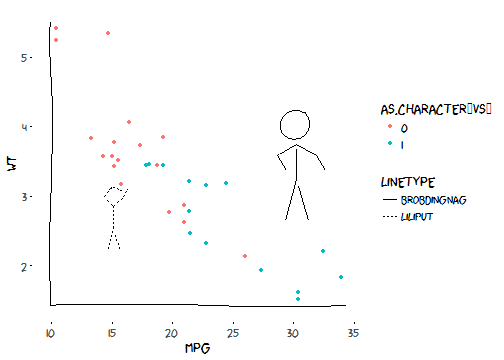 5
4
3
2
WT
10
15
20
25
30
35
MPG
AS.CHARACTER▯VS▯
0
1
LINETYPE
BROBDINGNAG
LILIPUT